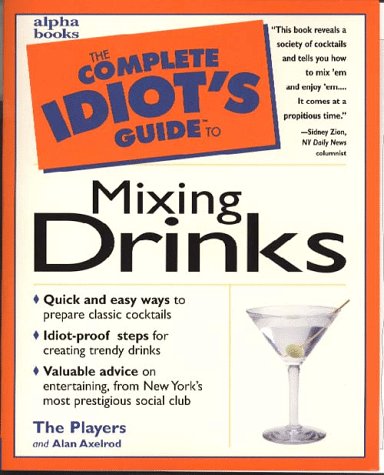 alpha
books
THE
COMPLETE
IDIOT'S
GUIDE™ TO
"This book reveals a
society of cocktails
and tells you how
to mix 'em
and enjoy 'em....
It comes at a
propitious time."
—Sidney Zion,
NY Daily News
columnist
Mixing
Drinks
♦ Quick and easy ways to
prepare classic cocktails
♦ Idiot-proof steps for
creating trendy drinks
♦ Valuable advice on
entertaining, from New York's
most prestigious social club
The Players
and Alan Axelrod